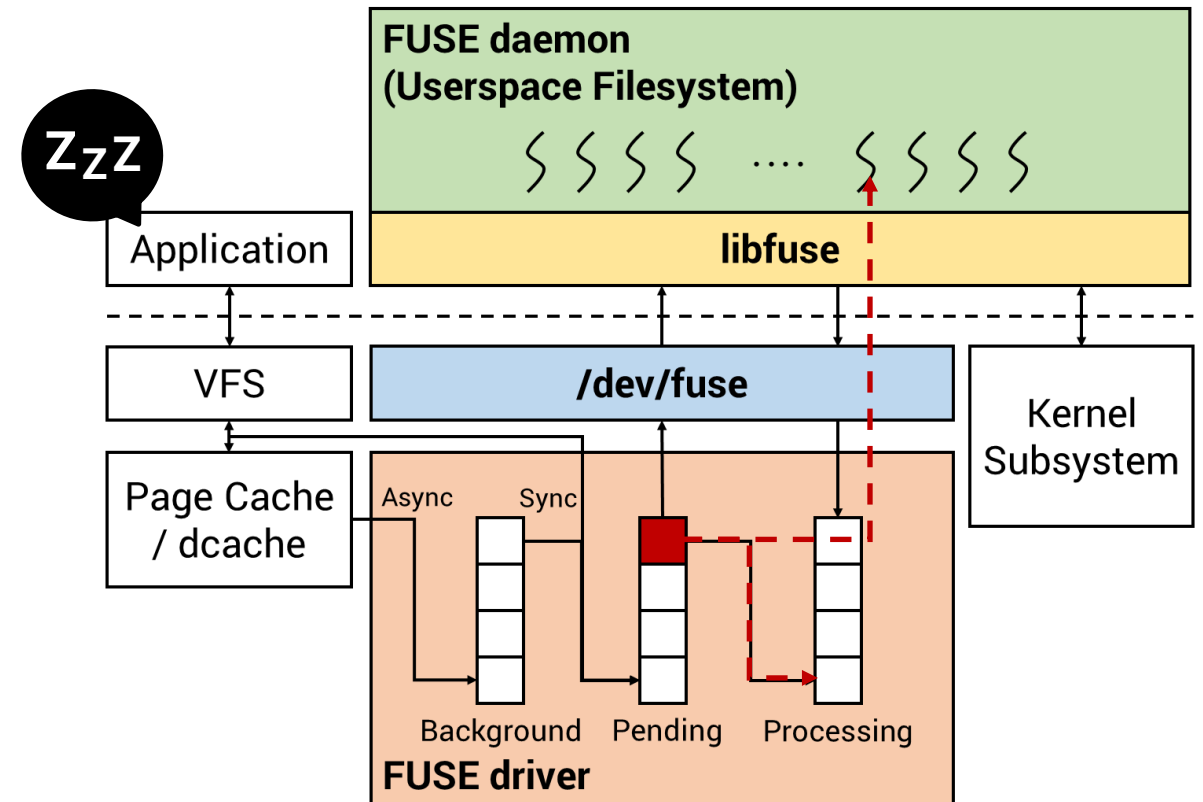 FUSE daemon
(Userspace Filesystem)
ZzZ
....
Application
libfuse
VFS
/dev/fuse
Kernel
Subsystem
Page Cache
/ dcache
Async
Sync
Background
Pending
Processing
FUSE driver